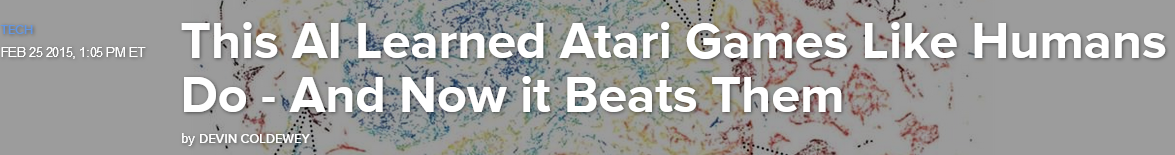 TECH
FEB 25 2015, 1:05 PM ET
This AI Learned Atari Games Like Humans
Do - And Now it Beats Them
by DEVIN COLDEWEY